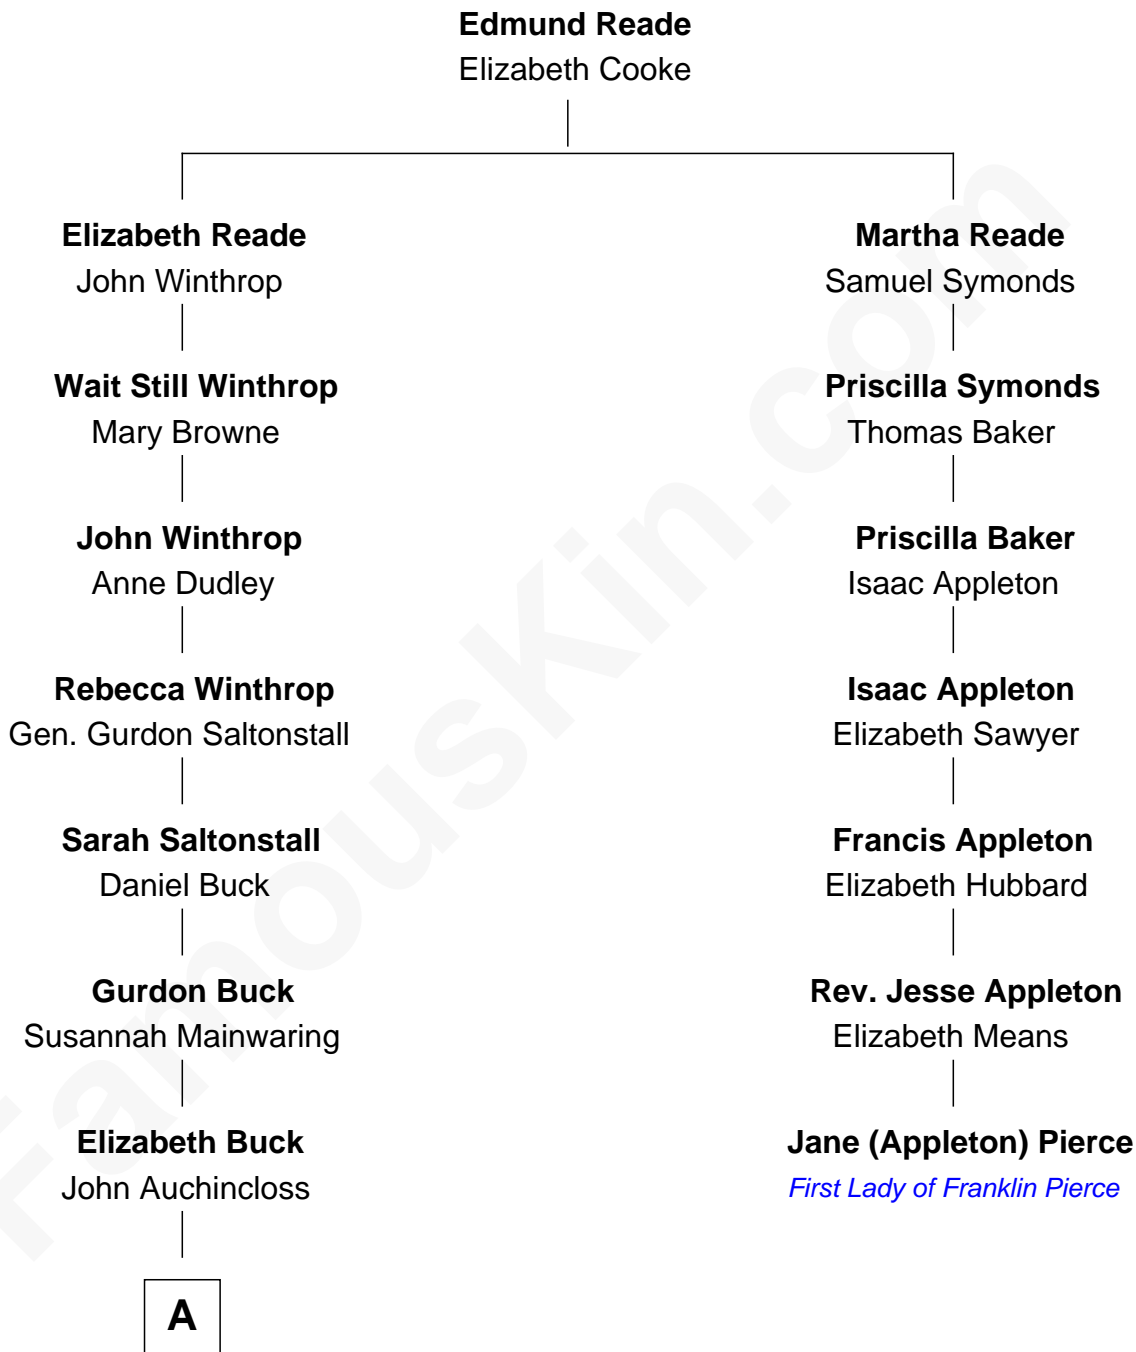 Edmund Reade
Elizabeth Cooke
Elizabeth Reade
John Winthrop
Martha Reade
Samuel Symonds
Wait Still Winthrop
Mary Browne
Priscilla Symonds
Thomas Baker
John Winthrop
Anne Dudley
Priscilla Baker
Isaac Appleton
Rebecca Winthrop
Gen. Gurdon Saltonstall
Isaac Appleton
Elizabeth Sawyer
Sarah Saltonstall
Daniel Buck
Francis Appleton
Elizabeth Hubbard
Gurdon Buck
Susannah Mainwaring
Rev. Jesse Appleton
Elizabeth Means
Elizabeth Buck
John Auchincloss
Jane (Appleton) Pierce
First Lady of Franklin Pierce
A
FamousKin.com